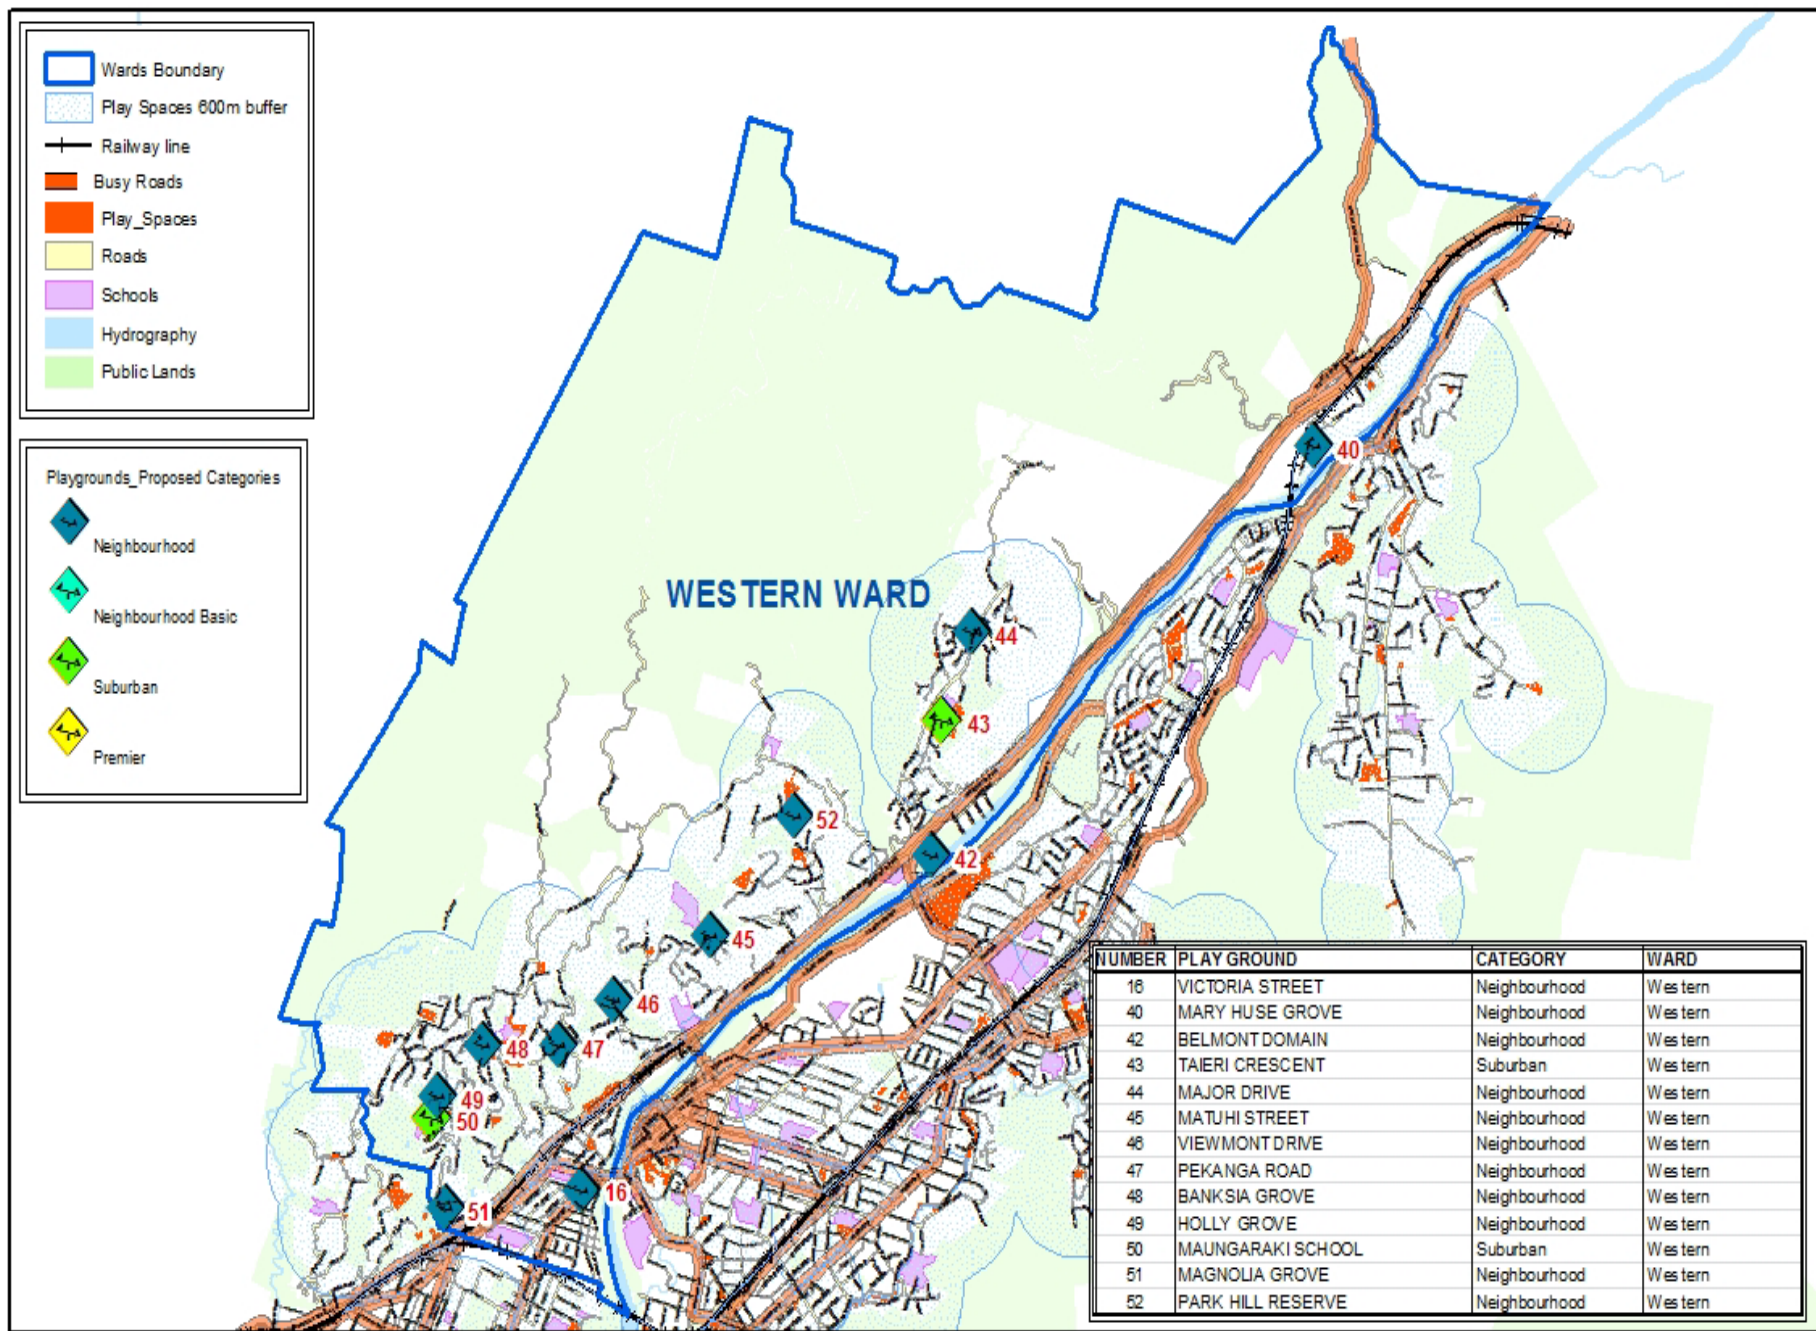 Wards Boundary
Play Spaces 600m buffer
Railway line
Busy Roads
Play_Spaces
Roads
Schools
Hydrography
Public Lands
Playgrounds_Proposed Categories
Neighbourhood
Neighbourhood Basic
Suburban
Premier
WESTERN WARD
40
44
43
52
42
45
46
47
48
49
50
16
51
NUMBER PLAY GROUND CATEGORY WARD
16 VICTORIA STREET Neighbourhood Western
40 MARY HUSE GROVE Neighbourhood Western
42 BELMONT DOMAIN Neighbourhood Western
43 TAIERI CRESCENT Suburban Western
44 MAJOR DRIVE Neighbourhood Western
45 MATUHI STREET Neighbourhood Western
46 VIEWMONT DRIVE Neighbourhood Western
47 PEKANGA ROAD Neighbourhood Western
48 BANKSIA GROVE Neighbourhood Western
49 HOLLY GROVE Neighbourhood Western
50 MAUNGARAKI SCHOOL Suburban Western
51 MAGNOLIA GROVE Neighbourhood Western
52 PARK HILL RESERVE Neighbourhood Western